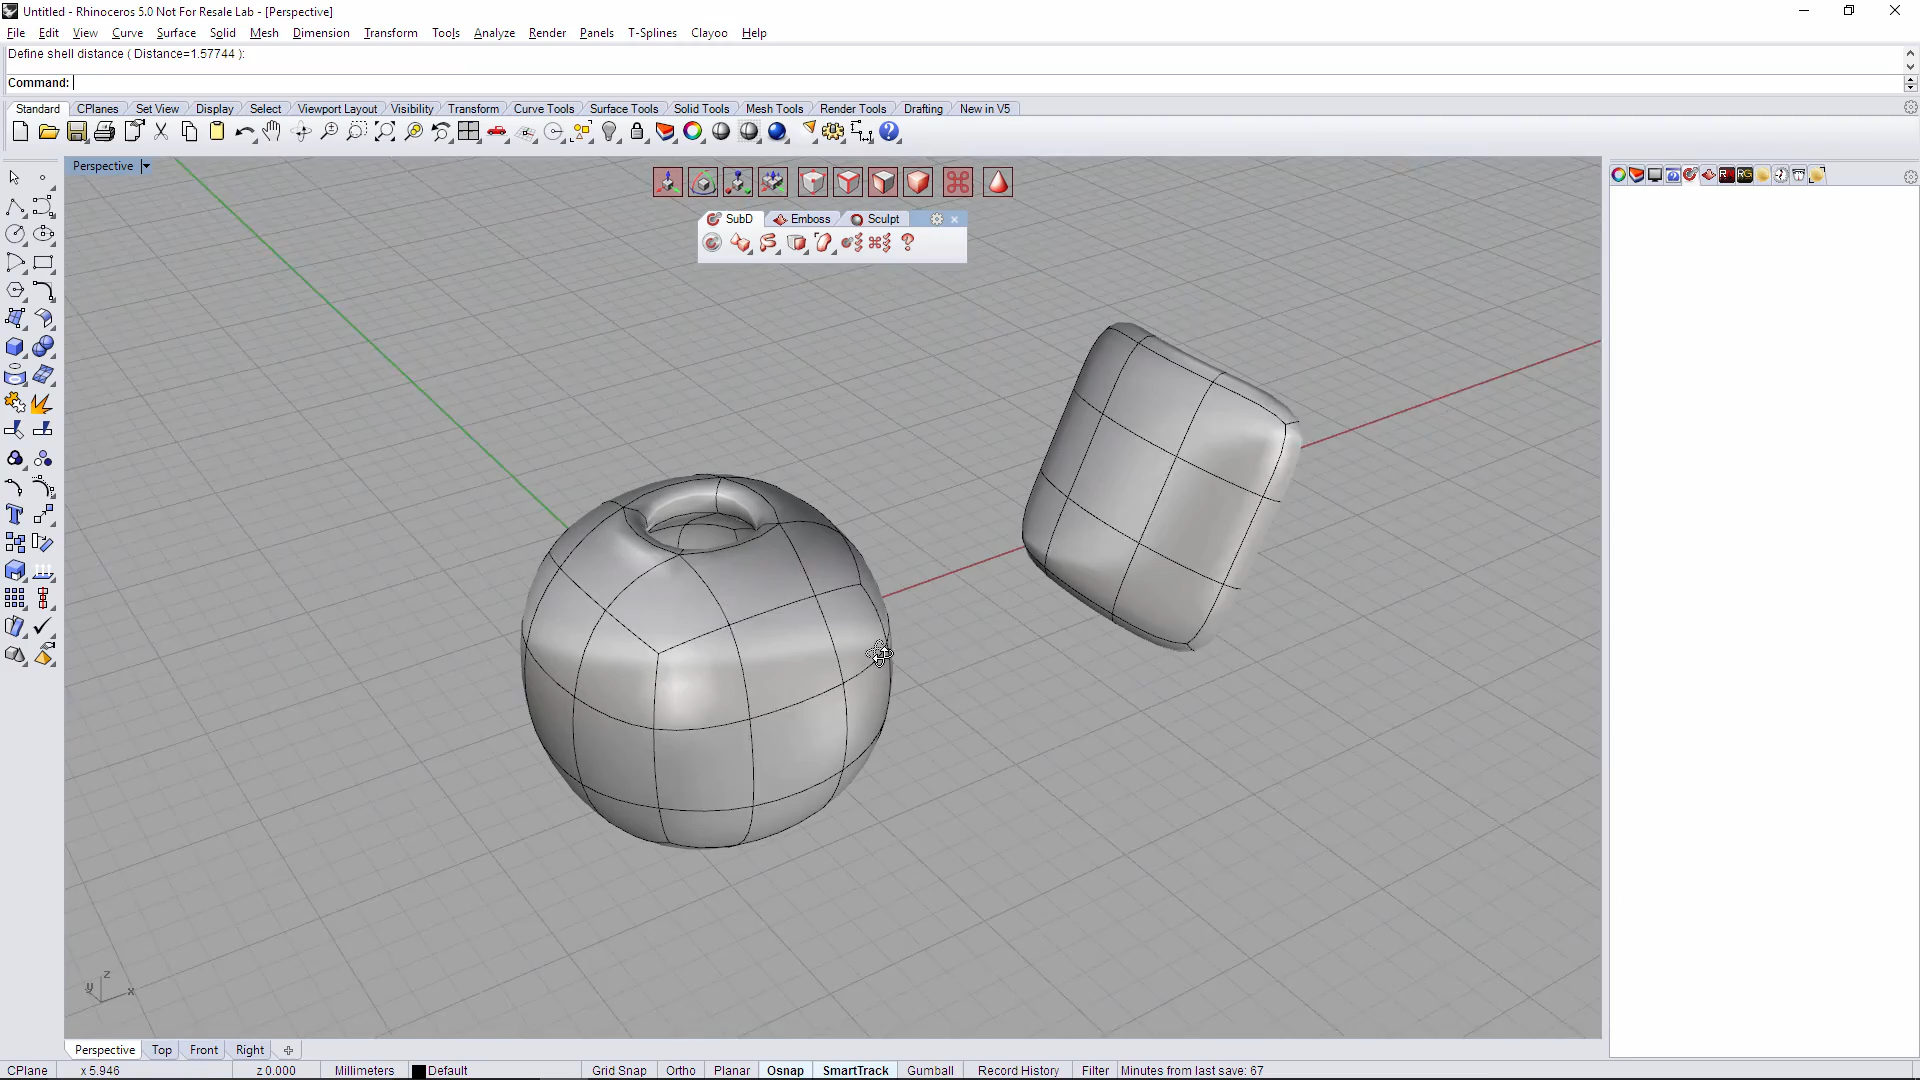 Untitled - Rhinoceros 5.0 Not For Resale Lab - [Perspective]
File Edit View Curve Surface Solid Mesh Dimension Transform Tools Analyze Render Panels T-Splines Clayoo Help
Define shell distance ( Distance=1.57744 ):
Command:
Standard CPlanes Set View Display Select Viewport Layout Visibility Transform Curve Tools Surface Tools Solid Tools Mesh Tools Render Tools Drafting New in V5
Perspective
SubD Emboss Sculpt
z
y x
Perspective Top Front Right
CPlane x 5.946 z 0.000 Millimeters Default Grid Snap Ortho Planar Osnap SmartTrack Gumball Record History Filter Minutes from last save: 67